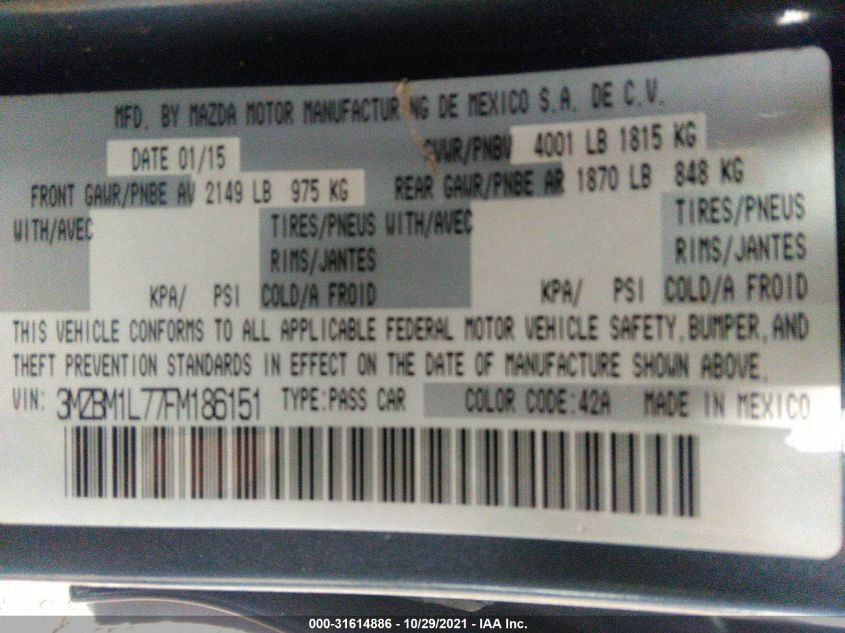 MFD. BY MAZDA MOTOR MANUFACTURING DE MEXICO S.A. DE C.V.
DATE 01/15 GVWR/PNBV 4001 LB 1815 KG
FRONT GAWR/PNBE AV 2149 LB 975 KG REAR GAWR/PNBE AR 1870 LB 848 KG
WITH/AVEC TIRES/PNEUS WITH/AVEC TIRES/PNEUS
RIMS/JANTES RIMS/JANTES
KPA/ PSI COLD/A FROID KPA/ PSI COLD/A FROID
THIS VEHICLE CONFORMS TO ALL APPLICABLE FEDERAL MOTOR VEHICLE SAFETY, BUMPER, AND
THEFT PREVENTION STANDARDS IN EFFECT ON THE DATE OF MANUFACTURE SHOWN ABOVE.
VIN: 3MZBM1L77FM186151 TYPE:PASS CAR COLOR CODE:42A MADE IN MEXICO
000-31614886 - 10/29/2021 - IAA Inc.